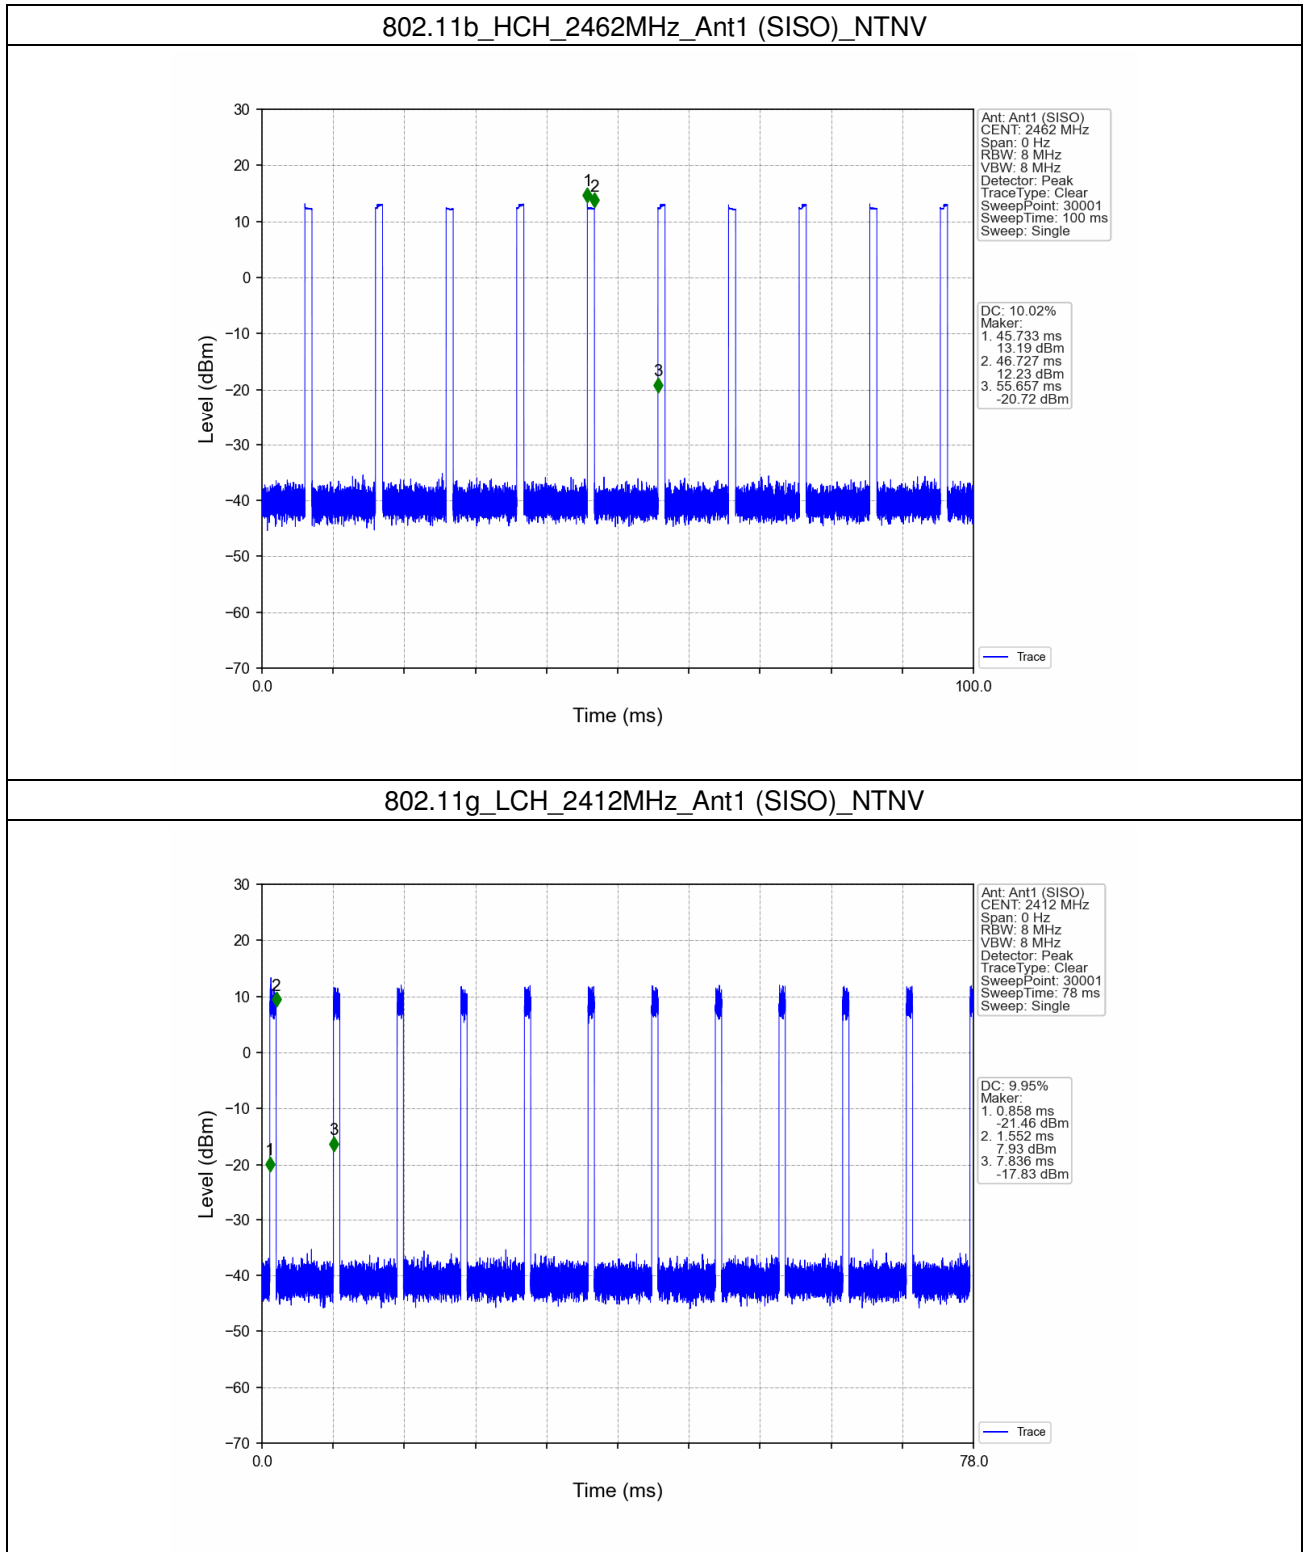 802.11b_HCH_2462MHz_Ant1 (SISO)_NTNV
30
20
10
0
−10
−20
−30
−40
−50
−60
−70
Level (dBm)
1
2
3
0.0
100.0
Time (ms)
Ant: Ant1 (SISO)
CENT: 2462 MHz
Span: 0 Hz
RBW: 8 MHz
VBW: 8 MHz
Detector: Peak
TraceType: Clear
SweepPoint: 30001
SweepTime: 100 ms
Sweep: Single
DC: 10.02%
Maker:
1. 45.733 ms
13.19 dBm
2. 46.727 ms
12.23 dBm
3. 55.657 ms
-20.72 dBm
Trace
802.11g_LCH_2412MHz_Ant1 (SISO)_NTNV
30
20
10
0
−10
−20
−30
−40
−50
−60
−70
Level (dBm)
1
2
3
0.0
78.0
Time (ms)
Ant: Ant1 (SISO)
CENT: 2412 MHz
Span: 0 Hz
RBW: 8 MHz
VBW: 8 MHz
Detector: Peak
TraceType: Clear
SweepPoint: 30001
SweepTime: 78 ms
Sweep: Single
DC: 9.95%
Maker:
1. 0.858 ms
-21.46 dBm
2. 1.552 ms
7.93 dBm
3. 7.836 ms
-17.83 dBm
Trace